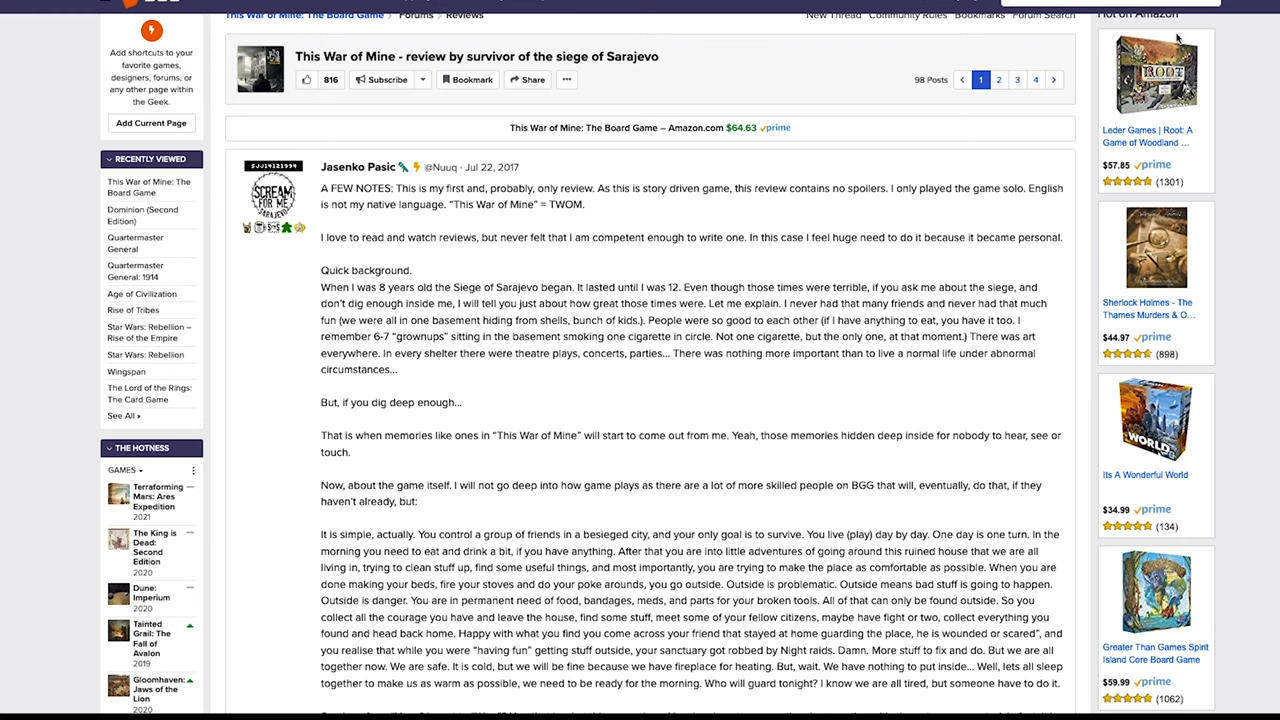 This War of Mine: The Board Game
Forums
Reviews
New Thread
Community Rules
Bookmarks
Forum Search
Hot on Amazon
Add shortcuts to your
favorite games,
designers, forums, or
any other page within
the Geek.
Add Current Page
RECENTLY VIEWED
This War of Mine: The
Board Game
Dominion (Second
Edition)
Quartermaster
General
Quartermaster
General: 1914
Age of Civilization
Rise of Tribes
Star Wars: Rebellion –
Rise of the Empire
Star Wars: Rebellion
Wingspan
The Lord of the Rings:
The Card Game
See All »
THE HOTNESS
GAMES
Terraforming
Mars: Ares
Expedition
2021
The King is
Dead:
Second
Edition
2020
Dune:
Imperium
2020
Tainted
Grail: The
Fall of
Avalon
2019
Gloomhaven:
Jaws of the
Lion
2020
This War of Mine - review by survivor of the siege of Sarajevo
816
Subscribe
Bookmark
Share
98 Posts
1 2 3 4
This War of Mine: The Board Game – Amazon.com $64.63 prime
SJJ14121984
SCREAM
FOR ME
SARAJEVO
Jasenko Pasic @Nuuq · Jul 22, 2017
A FEW NOTES: This is my first and, probably, only review. As this is story driven game, this review contains no spoilers. I only played the game solo. English
is not my native language. "This War of Mine" = TWOM.
I love to read and watch reviews, but never felt that I am competent enough to write one. In this case I felt huge need to do it because it became personal.
Quick background.
When I was 8 years old the Siege of Sarajevo began. It lasted until I was 12. Even though those times were terrible, if you ask me about the siege, and
don't dig enough inside me, I will tell you just about how great those times were. Let me explain. I never had that many friends and never had that much
fun (we were all in one basement hiding from shells, bunch of kids.). People were so close to each other (if I have anything to eat, you have it too. I
remember 6-7 "grownups" sitting in the basement smoking one cigarette in circle. Not one cigarette, but the only one, at that moment.) There was art
everywhere. In every shelter there were theatre plays, concerts, parties... There was nothing more important than to live a normal life under abnormal
circumstances...
But, if you dig deep enough...
That is when memories like ones in "This War of Mine" will start to come out from me. Yeah, those memories hidden deep inside for nobody to hear, see or
touch.
Now, about the game itself. I will not go deep into how game plays as there are a lot of more skilled people on BGG that will, eventually, do that, if they
haven't already, but:
It is simple, actually. You control a group of friends in a besieged city, and your only goal is to survive. You live (play) day by day. One day is one turn. In the
morning you need to eat and drink a bit, if you have anything. After that you are into little adventures of going around this ruined house that we are all
living in, trying to clean stuff up, find some useful things, and most importantly, you are trying to make the place as comfortable as possible. When you are
done making your beds, fire your stoves and do your joke arounds, you go outside. Outside is problem. Outside means bad stuff is going to happen.
Outside is danger. You are in permanent need of food, bandages, meds, and parts for your broken tools. All of that can only be found outside. So you
collect all the courage you have and leave the house, find some stuff, meet some of your fellow citizens, maybe have fight or two, collect everything you
found and head back home. Happy with what you find you come across your friend that stayed at home guarding the place, he is wounded or scared", and
you realise that while you were "having fun" getting stuff outside, your sanctuary got robbed by Night raids. Damn. More stuff to fix and do. But we are all
together now. We are safe. It is cold, but we will be fine because we have fireplace for heating. But, wait. We have nothing to put inside... Well, lets all sleep
together to make us as warm as possible, we need to be ready for the morning. Who will guard tonight? I know we are all tired, but someone have to do it.
ROOT
Leder Games | Root: A
Game of Woodland ...
$57.85 prime
(1301)
Sherlock Holmes - The
Thames Murders & O...
$44.97 prime
(898)
WORLD
Its A Wonderful World
$34.99 prime
(134)
Greater Than Games Spirit
Island Core Board Game
$59.99 prime
(1062)